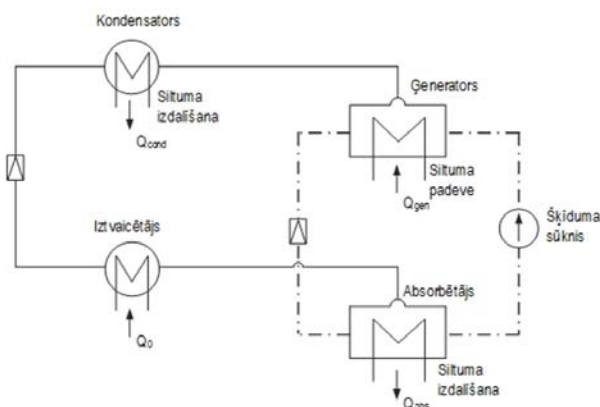 Kondensators
Siltuma
izdalīšana
Qcond
Ģenerators
Siltuma
padeve
Qgen
Šķīduma
sūknis
Iztvaicētājs
Q0
Absorbētājs
Siltuma
izdalīšana